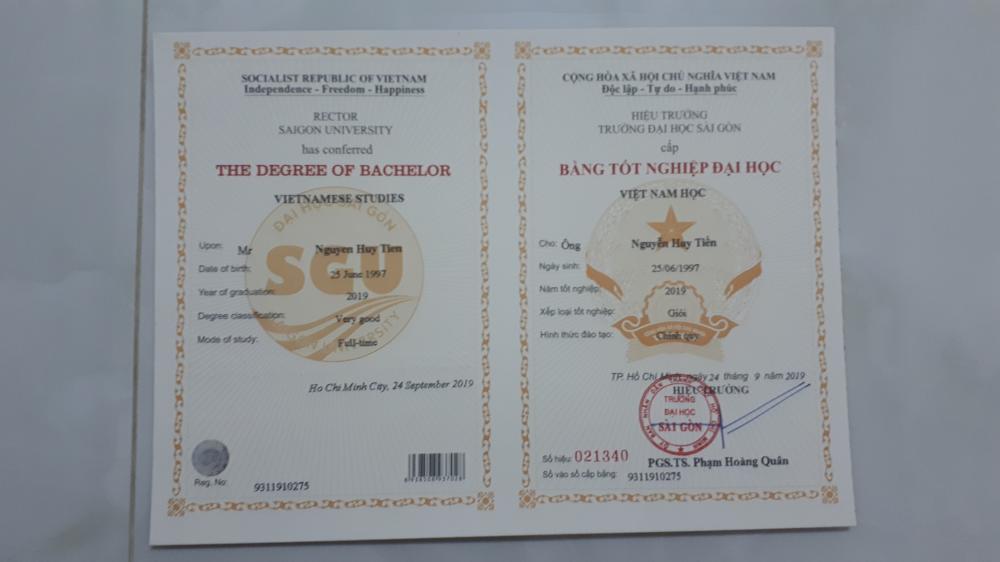 SOCIALIST REPUBLIC OF VIETNAM
Independence - Freedom - Happiness
RECTOR
SAIGON UNIVERSITY
has conferred
THE DEGREE OF BACHELOR
VIETNAMESE STUDIES
ĐẠI HỌC SÀI GÒN
SGU
UNIVERSITY
Upon: Mr Nguyen Huy Tien
Date of birth: 25 June 1997
Year of graduation: 2019
Degree classification: Very good
Mode of study: Full-time
Ho Chi Minh City, 24 September 2019
Reg. No: 9311910275
CỘNG HÒA XÃ HỘI CHỦ NGHĨA VIỆT NAM
Độc lập - Tự do - Hạnh phúc
HIỆU TRƯỞNG
TRƯỜNG ĐẠI HỌC SÀI GÒN
cấp
BẰNG TỐT NGHIỆP ĐẠI HỌC
VIỆT NAM HỌC
Cho: Ông Nguyễn Huy Tiến
Ngày sinh: 25/06/1997
Năm tốt nghiệp: 2019
Xếp loại tốt nghiệp: Giỏi
Hình thức đào tạo: Chính quy
TP. Hồ Chí Minh, ngày 24 tháng 9 năm 2019
HIỆU TRƯỞNG
TRƯỜNG
ĐẠI HỌC
SÀI GÒN
Số hiệu: 021340
PGS.TS. Phạm Hoàng Quân
Số vào sổ cấp bằng: 9311910275